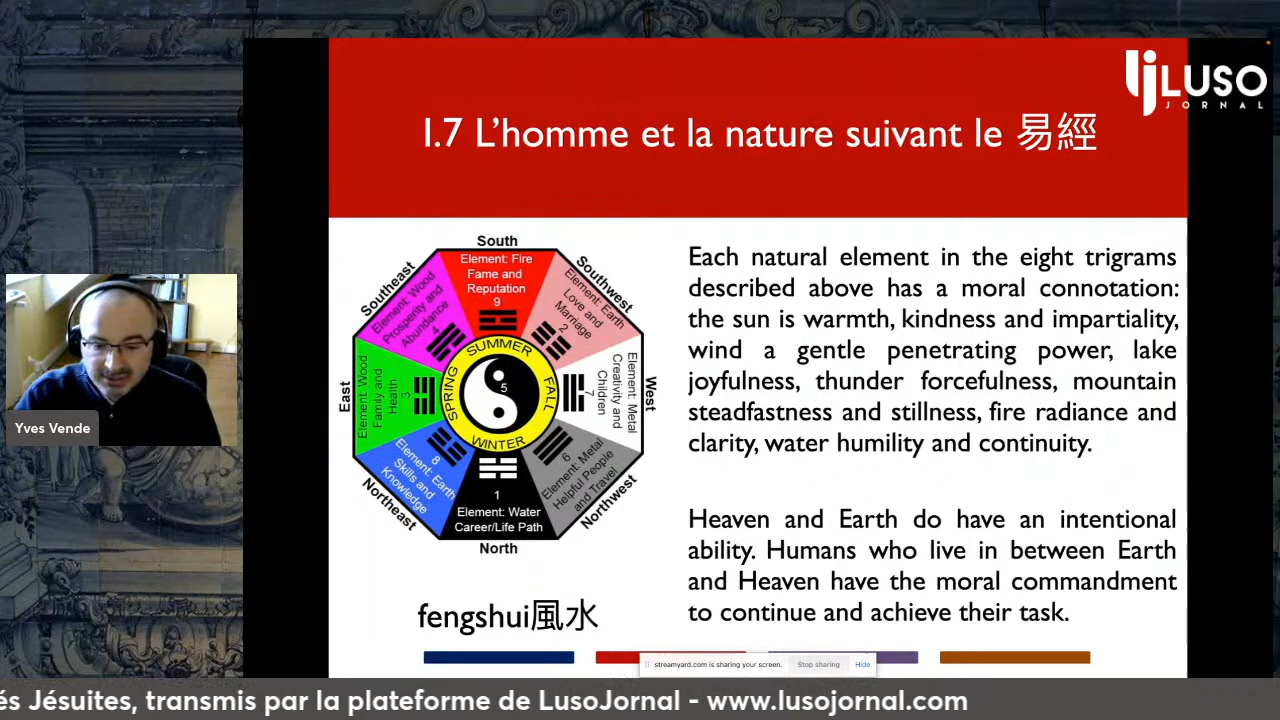 LUSO
JORNAL
1.7 L'homme et la nature suivant le 易經
South
Element: Fire
Fame and
Reputation
9
Southeast
Element: Wood
Prosperity and
Abundance
4
Southwest
Element: Earth
Love and
Marriage
2
East
Element: Wood
Family and
Health
3
SUMMER
SPRING
FALL
WINTER
5
West
Element: Metal
Creativity and
Children
7
Northeast
Element: Earth
Skills and
Knowledge
8
Northwest
Element: Metal
Helpful People
and Travel
6
1
Element: Water
Career/Life Path
North
fengshui風水
Each natural element in the eight trigrams
described above has a moral connotation:
the sun is warmth, kindness and impartiality,
wind a gentle penetrating power, lake
joyfulness, thunder forcefulness, mountain
steadfastness and stillness, fire radiance and
clarity, water humility and continuity.
Heaven and Earth do have an intentional
ability. Humans who live in between Earth
and Heaven have the moral commandment
to continue and achieve their task.
Yves Vende
streamyard.com is sharing your screen. Stop sharing Hide
és Jésuites, transmis par la plateforme de LusoJornal - www.lusojornal.com